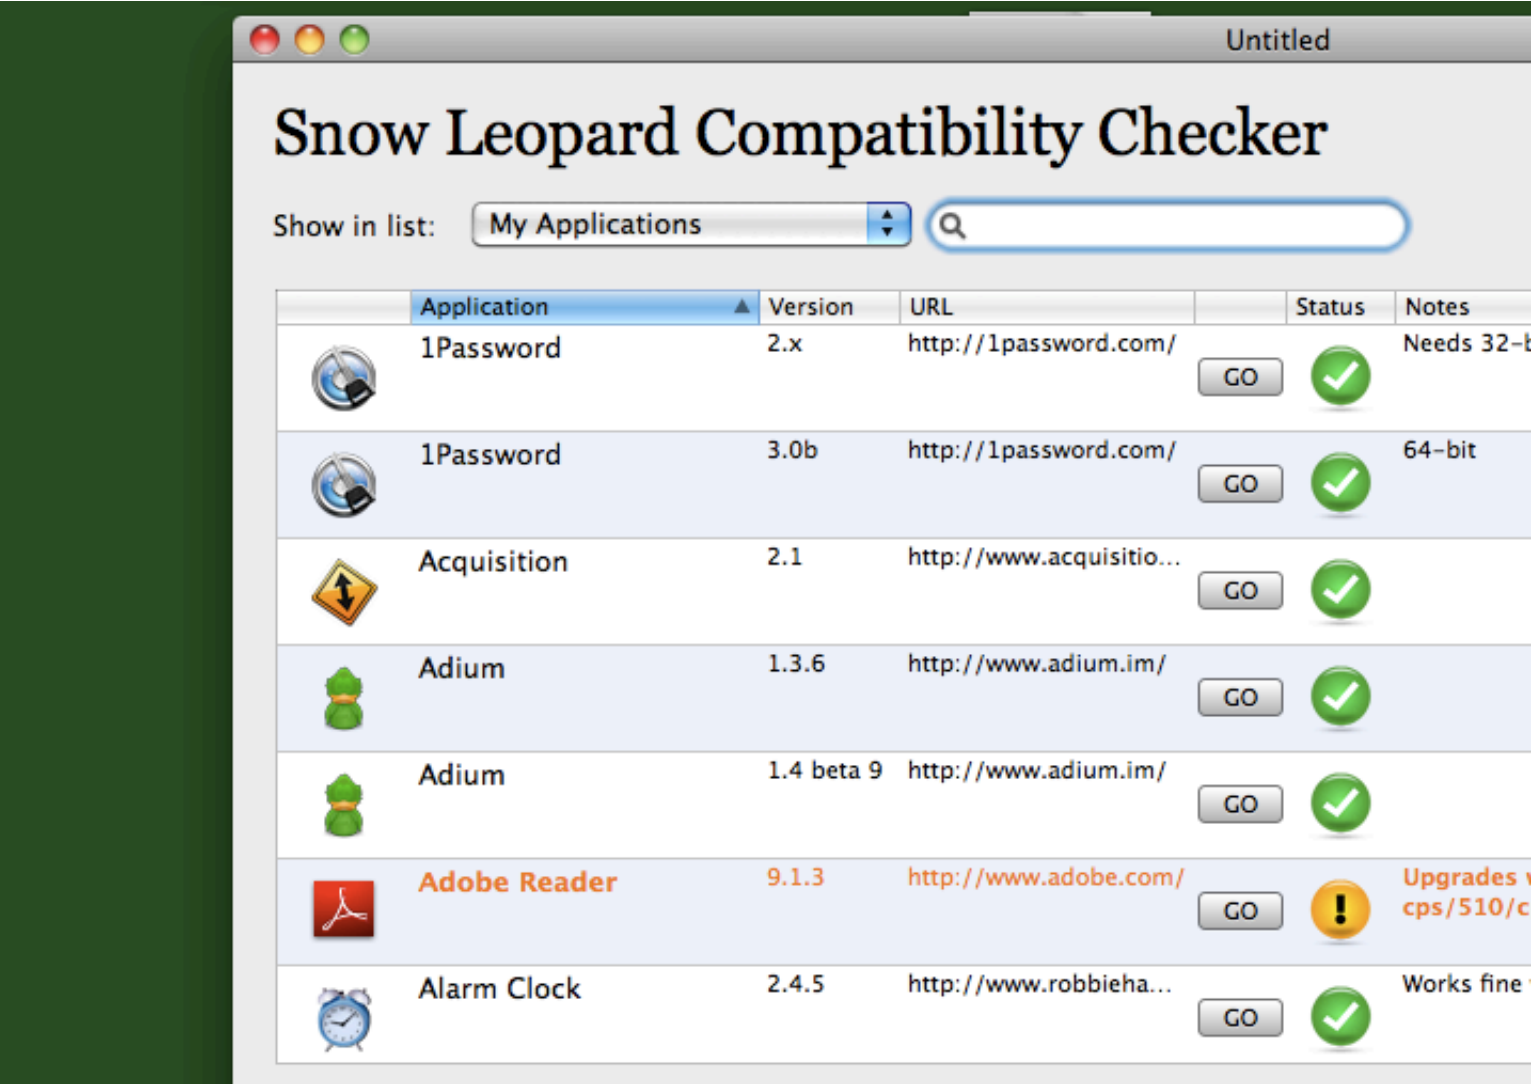 Untitled
Snow Leopard Compatibility Checker
Show in list: My Applications
Application Version URL Status Notes
1Password 2.x http://1password.com/ GO Needs
1Password 3.0b http://1password.com/ GO 64-bit
Acquisition 2.1 http://www.acquisitio... GO
Adium 1.3.6 http://www.adium.im/ GO
Adium 1.4 beta 9 http://www.adium.im/ GO
Adobe Reader 9.1.3 http://www.adobe.com/ GO ! Upgrades
cps/510/c
Alarm Clock 2.4.5 http://www.robbieha... GO Works fine